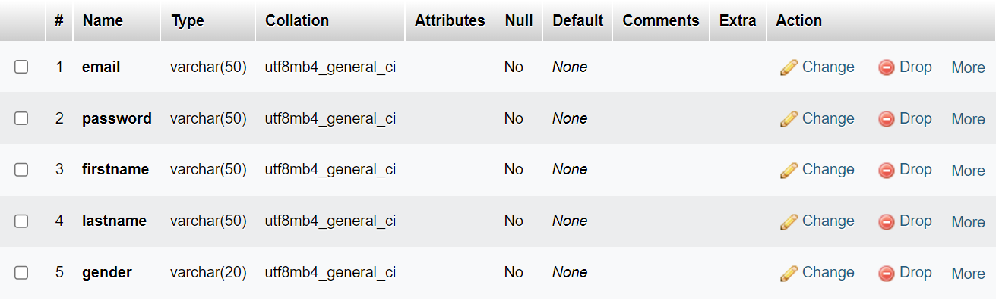 # Name Type Collation Attributes Null Default Comments Extra Action
1 email varchar(50) utf8mb4_general_ci No None Change Drop More
2 password varchar(50) utf8mb4_general_ci No None Change Drop More
3 firstname varchar(50) utf8mb4_general_ci No None Change Drop More
4 lastname varchar(50) utf8mb4_general_ci No None Change Drop More
5 gender varchar(20) utf8mb4_general_ci No None Change Drop More